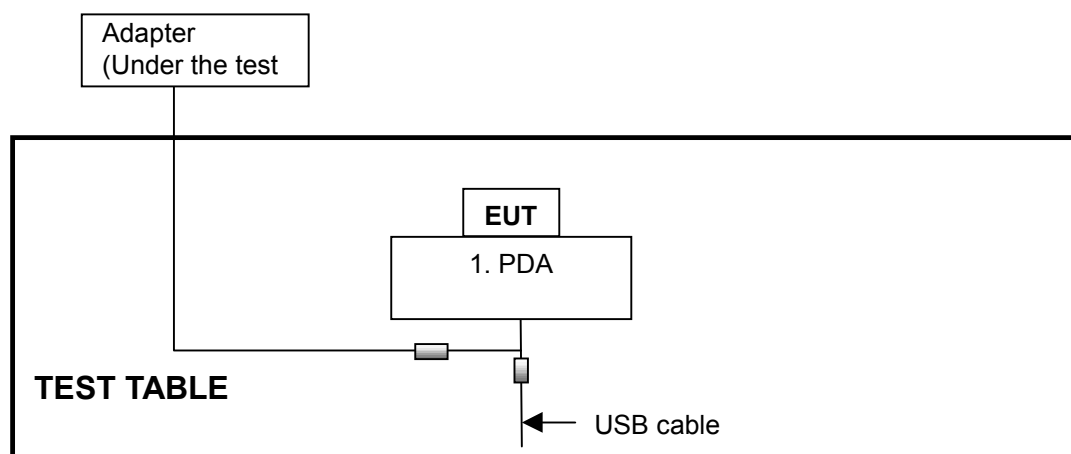 Adapter
(Under the test
EUT
1. PDA
TEST TABLE
USB cable